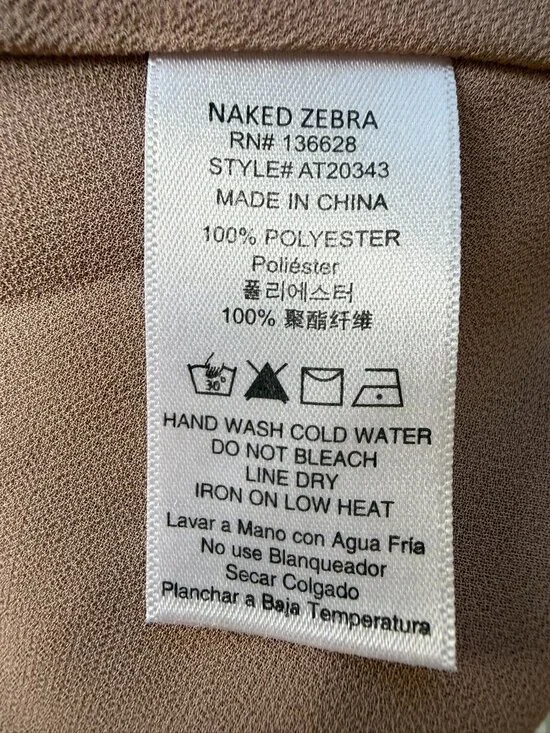 NAKED ZEBRA
RN# 136628
STYLE# AT20343
MADE IN CHINA
100% POLYESTER
Poliéster
폴리에스터
100% 聚酯纤维
30°
HAND WASH COLD WATER
DO NOT BLEACH
LINE DRY
IRON ON LOW HEAT
Lavar a Mano con Agua Fría
No use Blanqueador
Secar Colgado
Planchar a Baja Temperatura